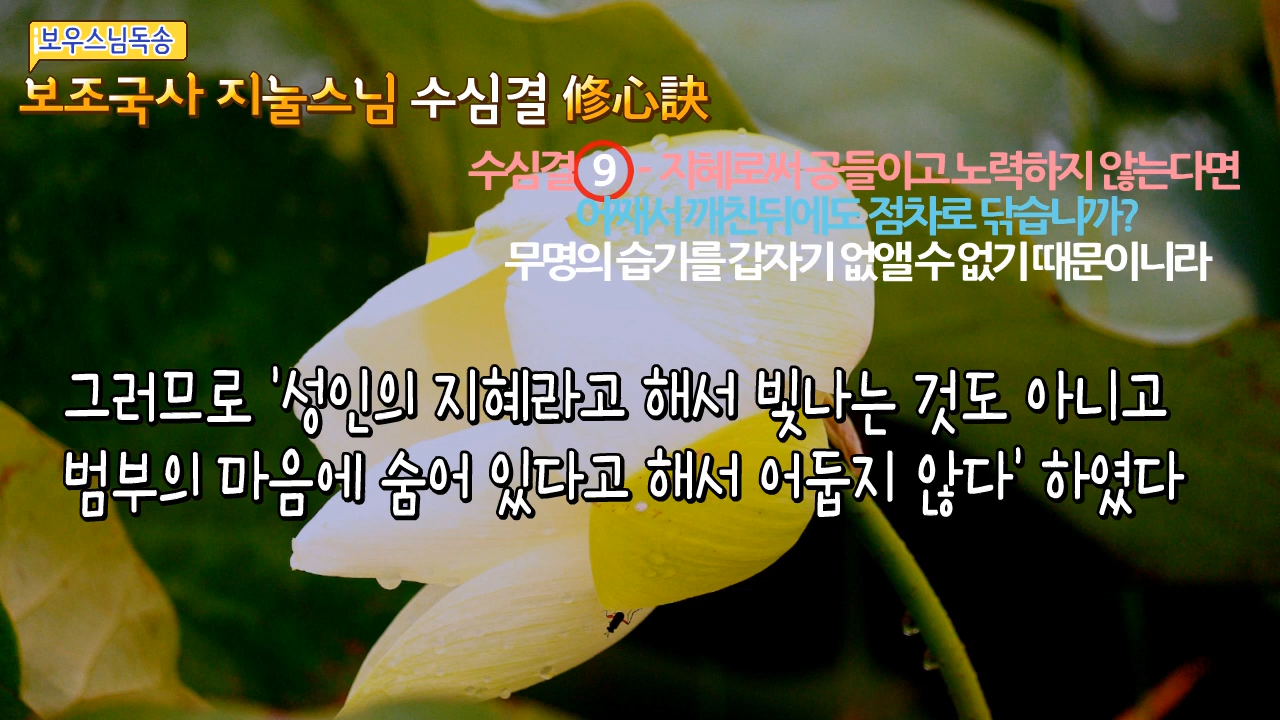 보우스님독송
보조국사 지눌스님 수심결 修心訣
수심결 9 - 지혜로써 공들이고 노력하지 않는다면
어째서 깨친뒤에도 점차로 닦습니까?
무명의 습기를 갑자기 없앨 수 없기 때문이니라
그러므로 '성인의 지혜라고 해서 빛나는 것도 아니고
범부의 마음에 숨어 있다고 해서 어둡지 않다' 하였다